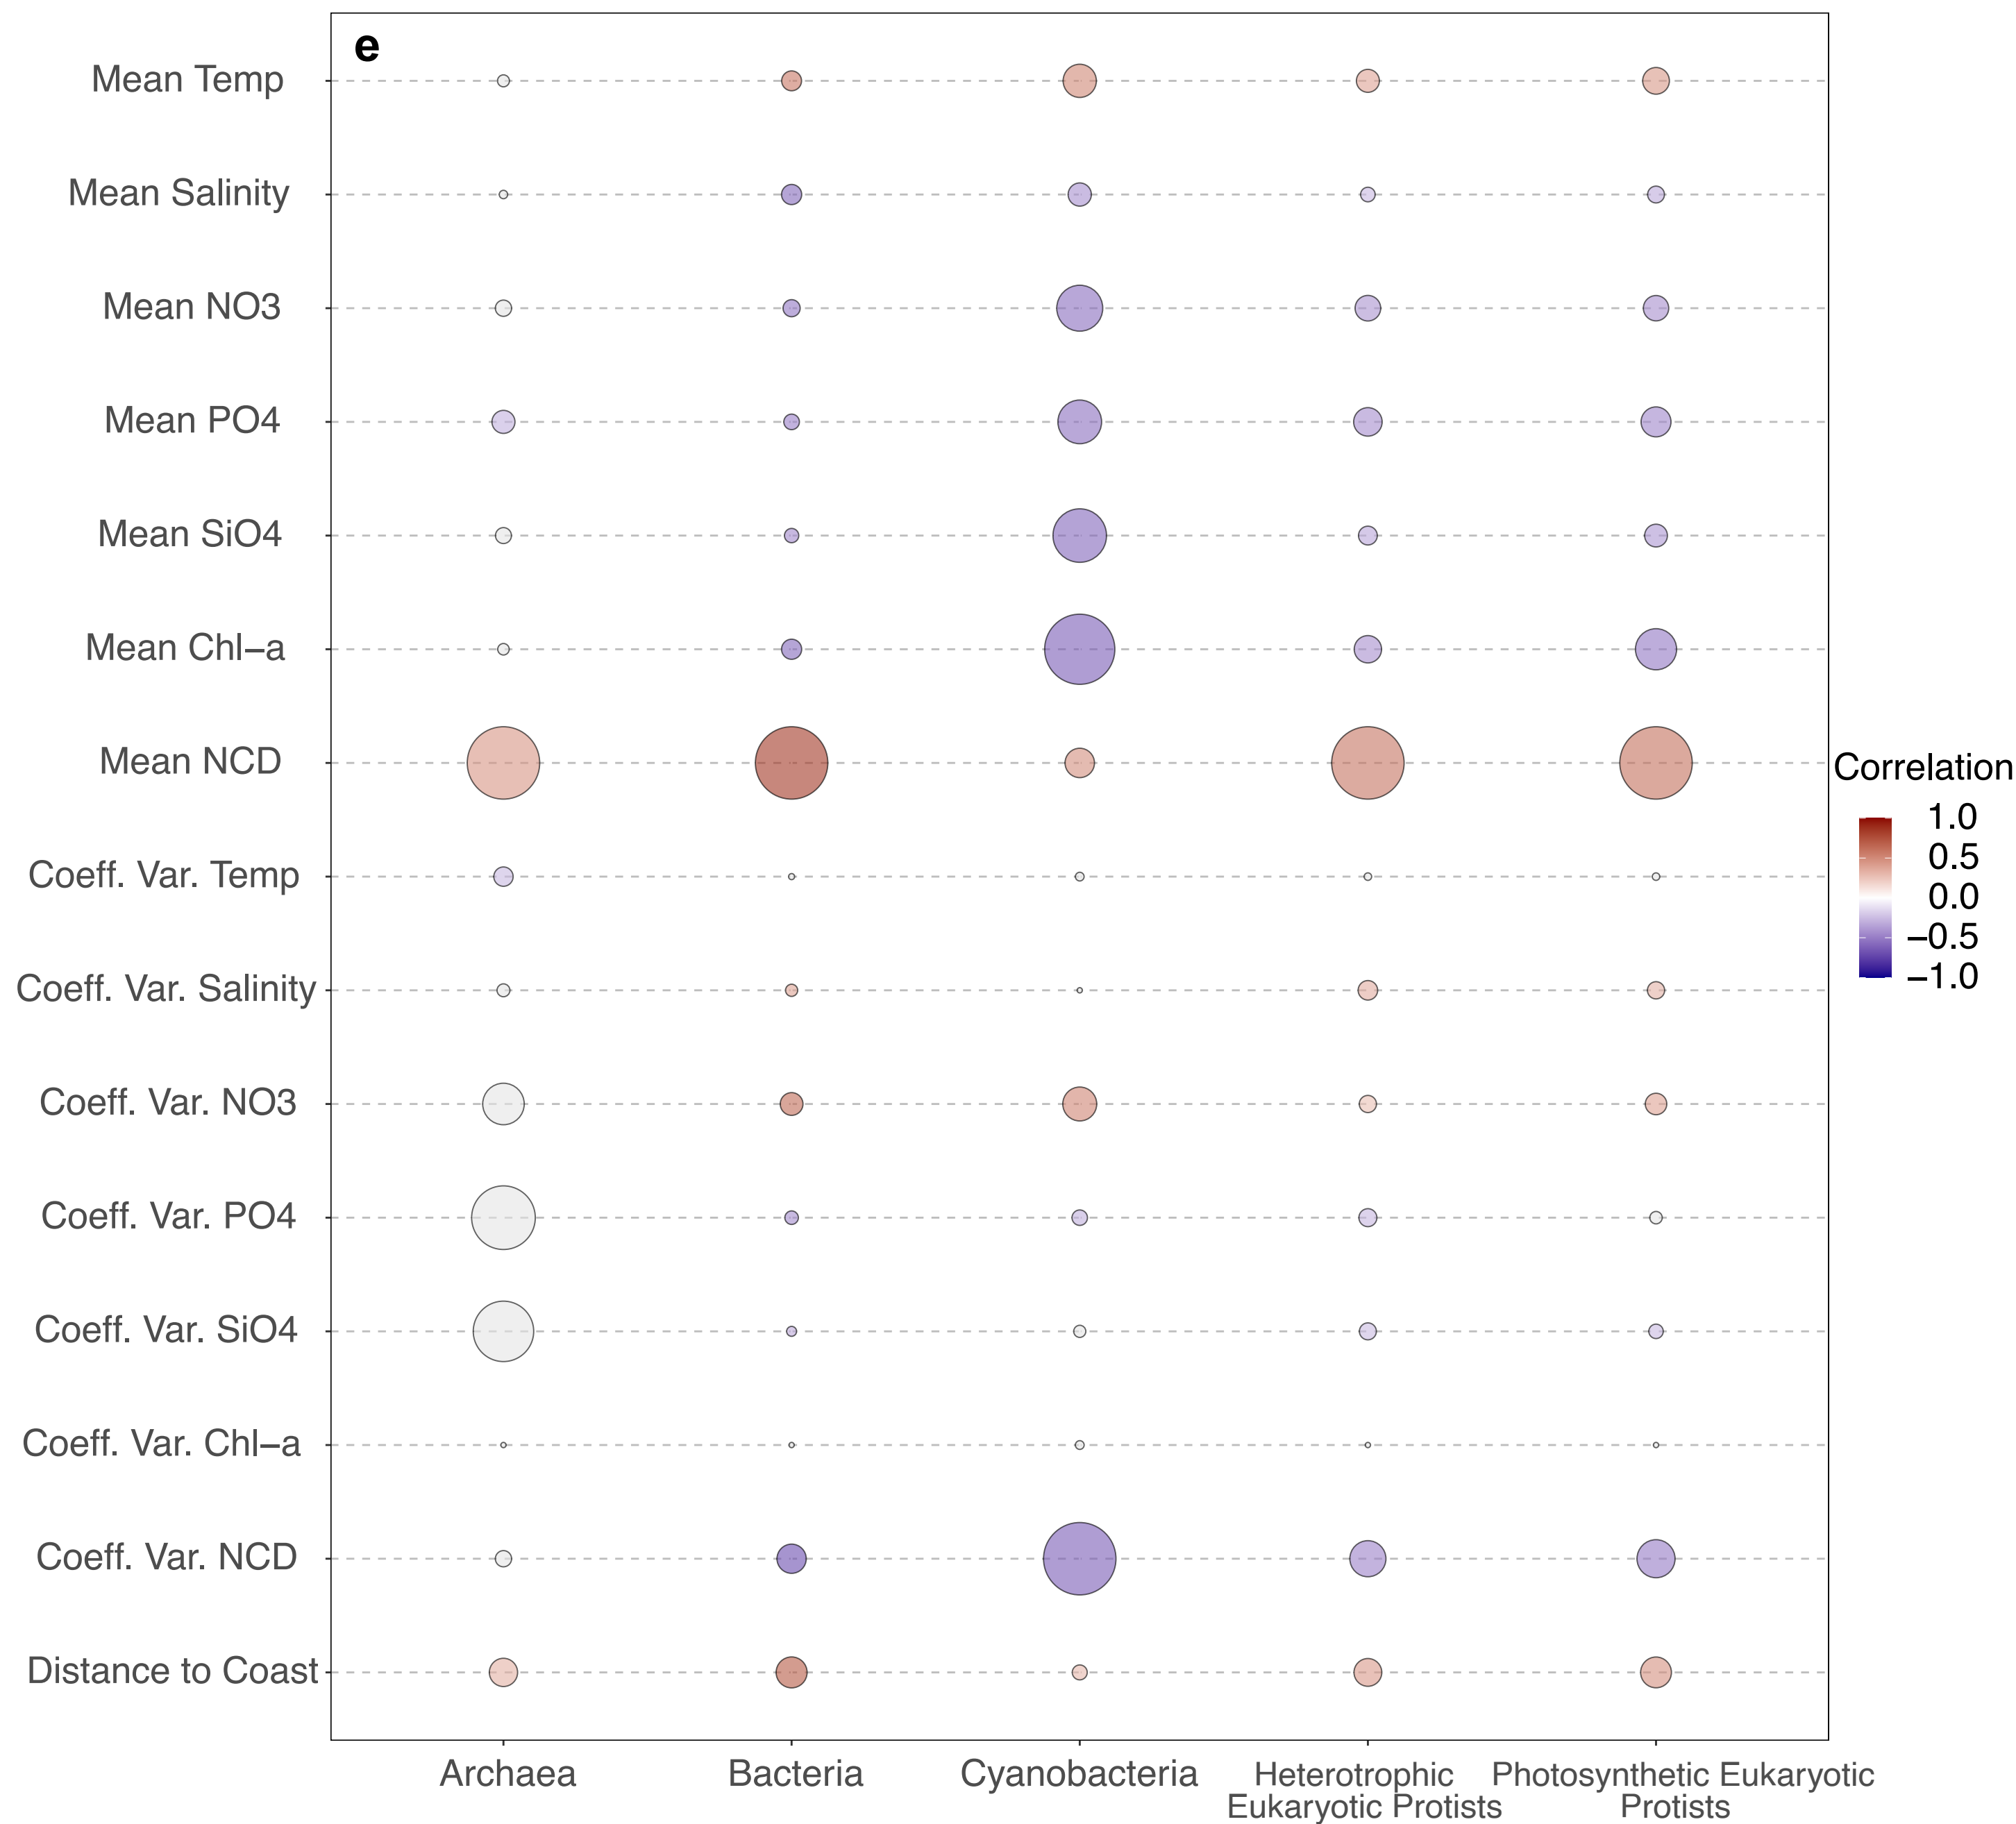 e
Mean Temp
Mean Salinity
Mean NO3
Mean PO4
Mean SiO4
Mean Chl−a
Mean NCD
Coeff. Var. Temp
Coeff. Var. Salinity
Coeff. Var. NO3
Coeff. Var. PO4
Coeff. Var. SiO4
Coeff. Var. Chl−a
Coeff. Var. NCD
Distance to Coast
Archaea
Bacteria
Cyanobacteria
Heterotrophic
Eukaryotic Protists
Photosynthetic Eukaryotic
Protists
Correlation
1.0
0.5
0.0
−0.5
−1.0